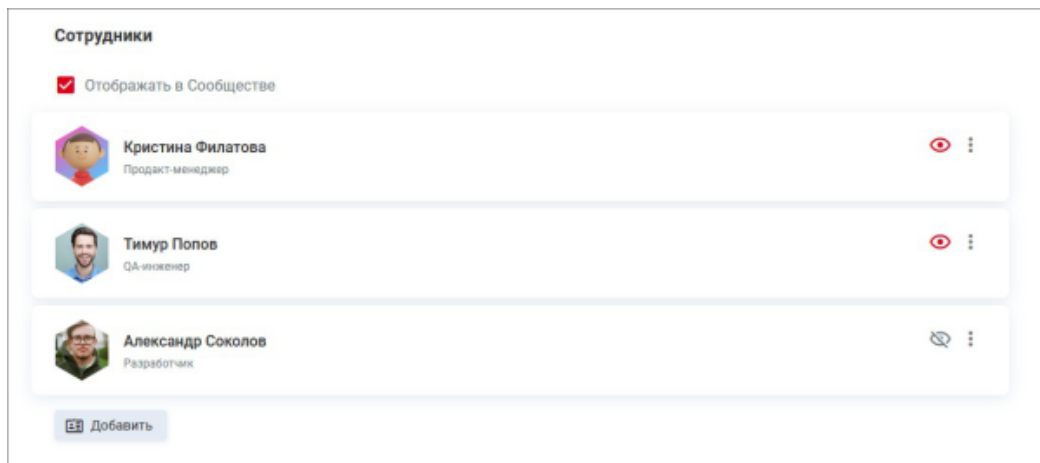 Сотрудники
Отображать в Сообществе
Кристина Филатова
Продакт-менеджер
Тимур Попов
QA-инженер
Александр Соколов
Разработчик
Добавить